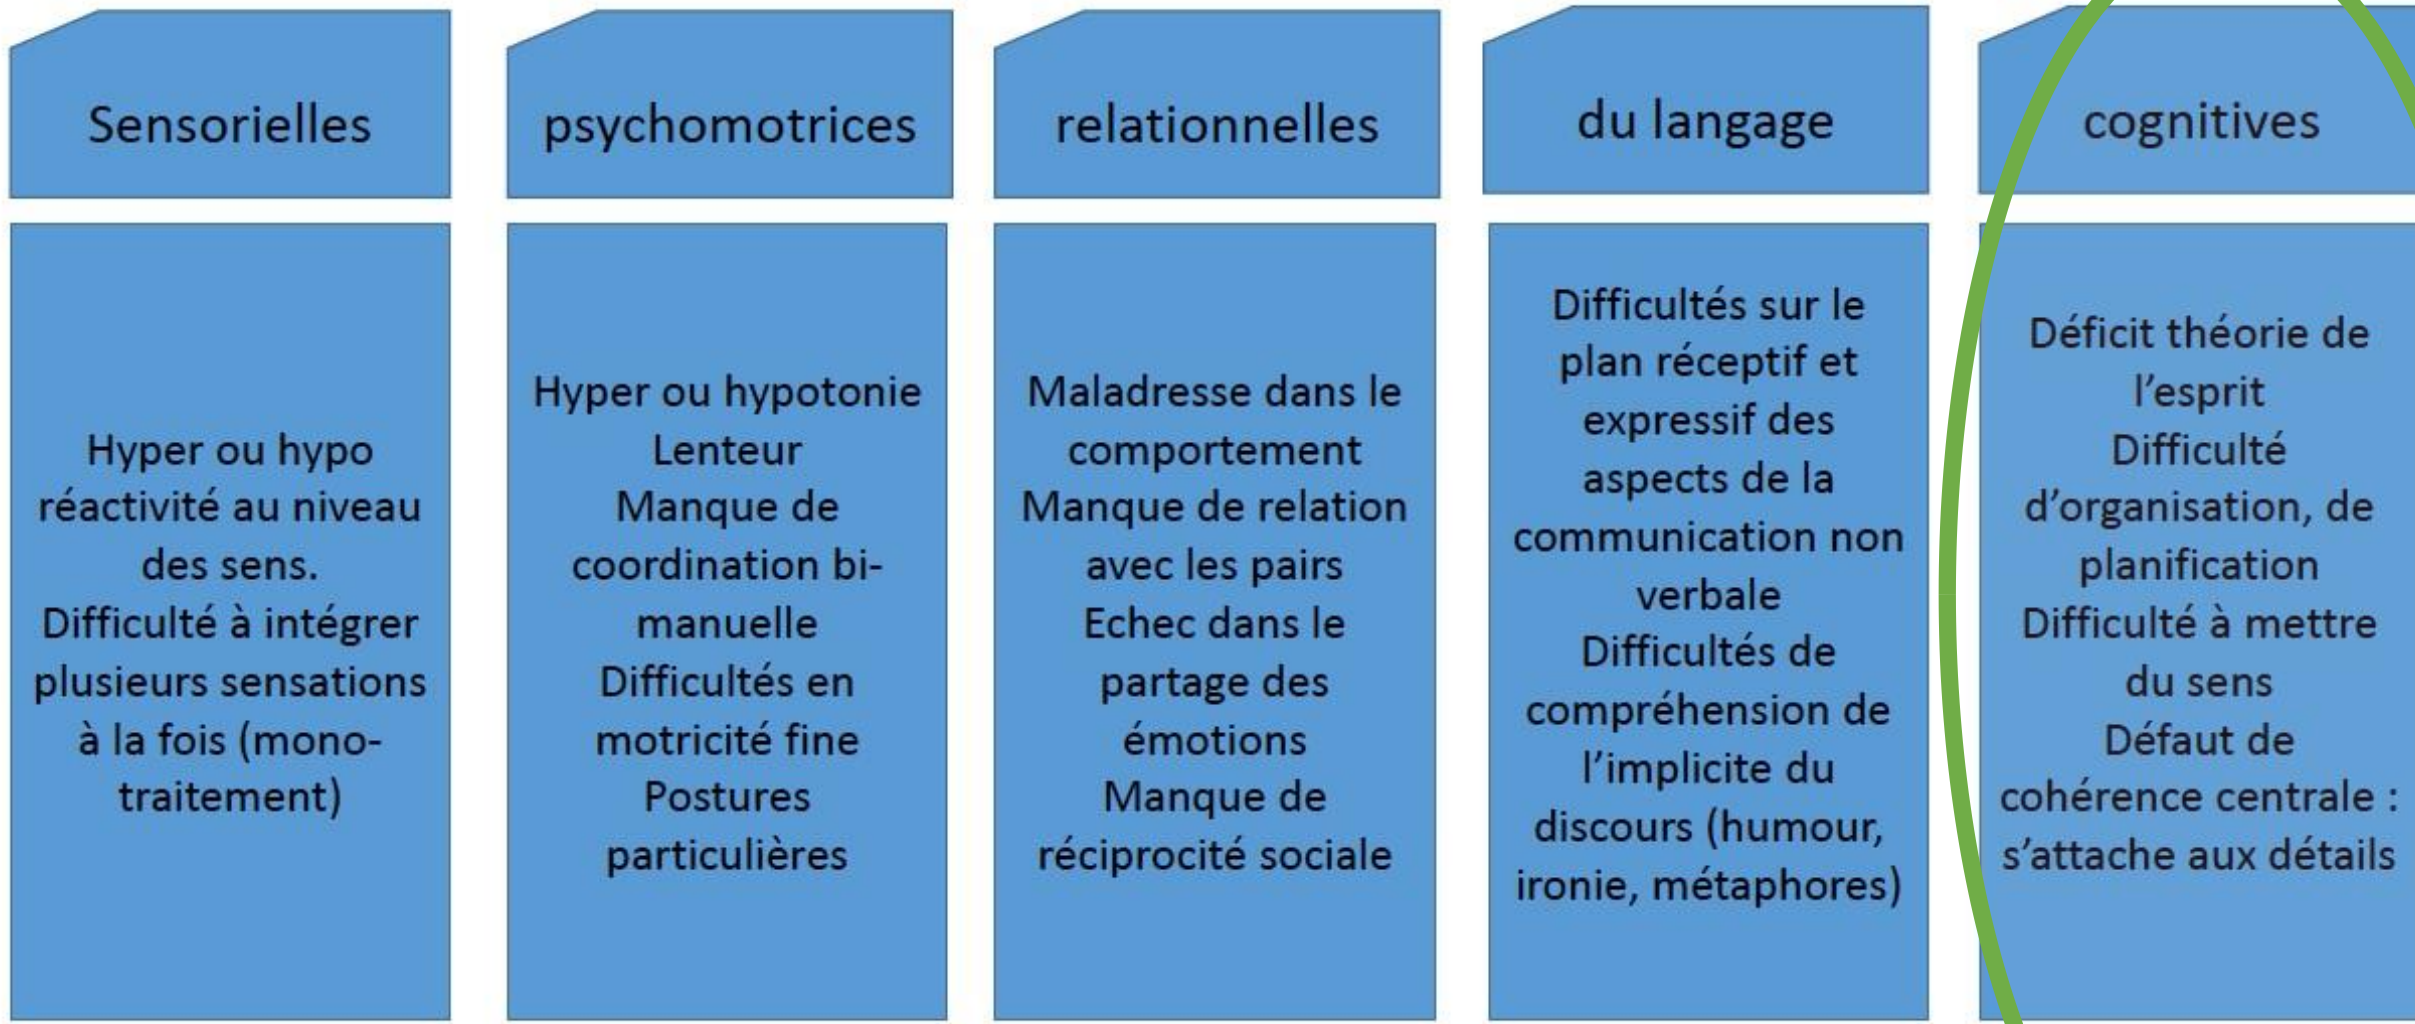 Sensorielles
psychomotrices
relationnelles
du langage
cognitives
Hyper ou hypo
réactivité au niveau
des sens.
Difficulté à intégrer
plusieurs sensations
à la fois (mono-
traitement)
Hyper ou hypotonie
Lenteur
Manque de
coordination bi-
manuelle
Difficultés en
motricité fine
Postures
particulières
Maladresse dans le
comportement
Manque de relation
avec les pairs
Echec dans le
partage des
émotions
Manque de
réciprocité sociale
Difficultés sur le
plan réceptif et
expressif des
aspects de la
communication non
verbale
Difficultés de
compréhension de
l’implicite du
discours (humour,
ironie, métaphores)
Déficit théorie de
l’esprit
Difficulté
d’organisation, de
planification
Difficulté à mettre
du sens
Défaut de
cohérence centrale :
s’attache aux détails